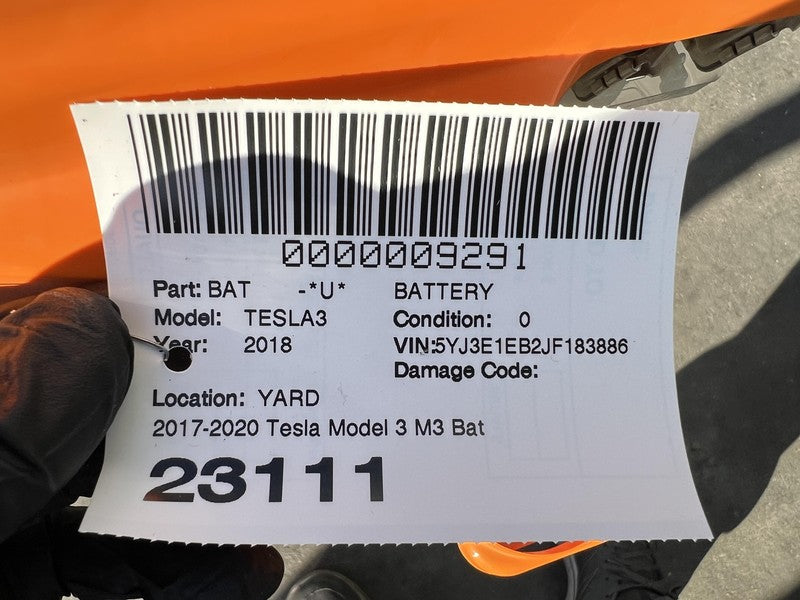 0000009291
Part: BAT -*U* BATTERY
Model: TESLA3 Condition: 0
Year: 2018 VIN:5YJ3E1EB2JF183886
Damage Code:
Location: YARD
2017-2020 Tesla Model 3 M3 Bat
23111